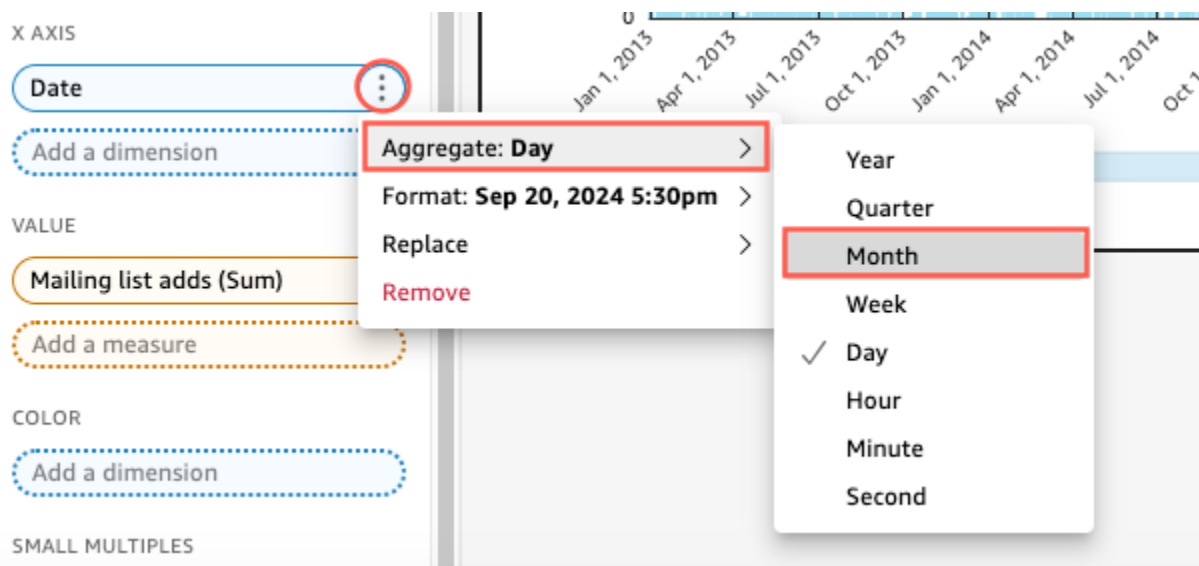 X AXIS
Date
Add a dimension
VALUE
Mailing list adds (Sum)
Add a measure
COLOR
Add a dimension
SMALL MULTIPLES
Aggregate: Day
Format: Sep 20, 2024 5:30pm
Replace
Remove
Year
Quarter
Month
Week
Day
Hour
Minute
Second
0
Jan 1, 2013
Apr 1, 2013
Jul 1, 2013
Oct 1, 2013
Jan 1, 2014
Apr 1, 2014
Jul 1, 2014
Oct 1